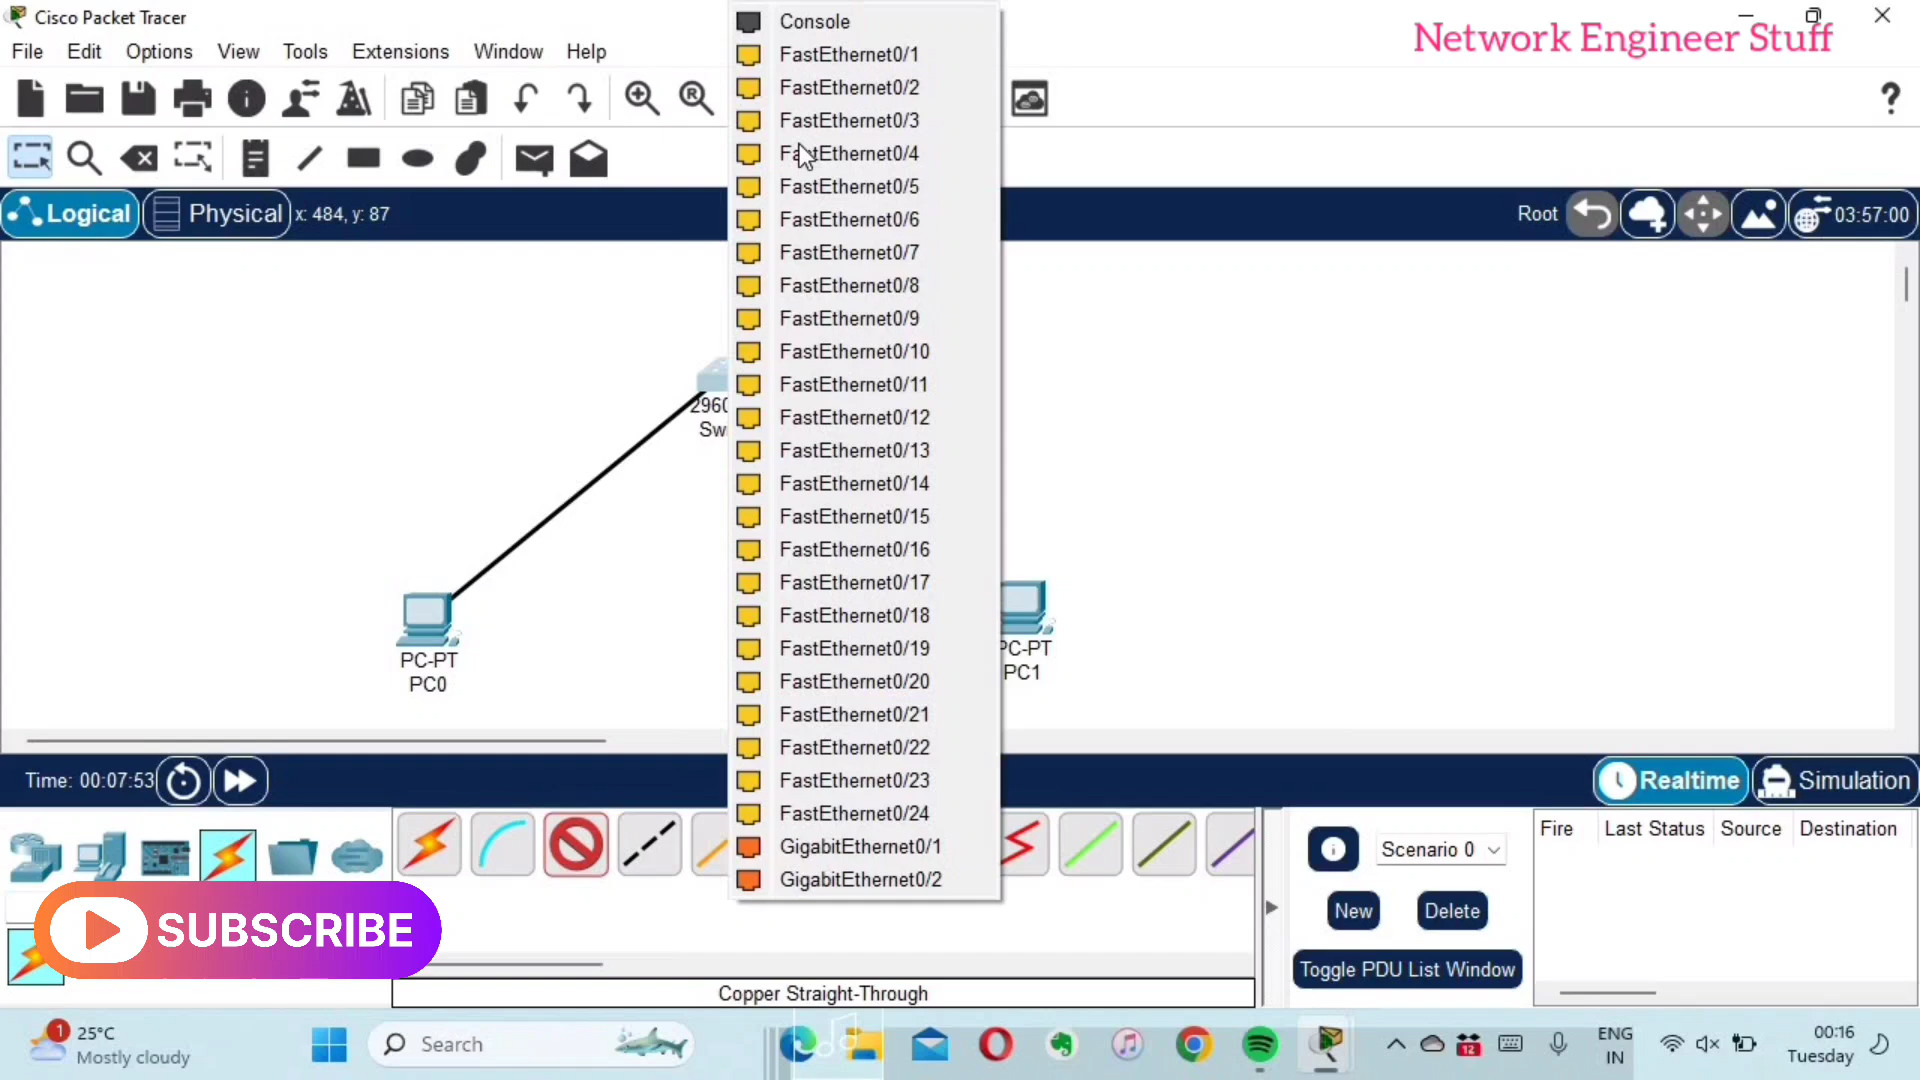 Cisco Packet Tracer
Network Engineer Stuff
File Edit Options View Tools Extensions Window Help
Console
FastEthernet0/1
FastEthernet0/2
FastEthernet0/3
FastEthernet0/4
FastEthernet0/5
FastEthernet0/6
FastEthernet0/7
FastEthernet0/8
FastEthernet0/9
FastEthernet0/10
FastEthernet0/11
FastEthernet0/12
FastEthernet0/13
FastEthernet0/14
FastEthernet0/15
FastEthernet0/16
FastEthernet0/17
FastEthernet0/18
FastEthernet0/19
FastEthernet0/20
FastEthernet0/21
FastEthernet0/22
FastEthernet0/23
FastEthernet0/24
GigabitEthernet0/1
GigabitEthernet0/2
Logical Physical x: 484, y: 87
Root 03:57:00
2960
Sw
PC-PT
PC0
PC-PT
PC1
Time: 00:07:53
Realtime Simulation
Scenario 0
New Delete
Toggle PDU List Window
Fire Last Status Source Destination
SUBSCRIBE
Copper Straight-Through
1 25°C
Mostly cloudy
Search
12
ENG
IN
00:16
Tuesday